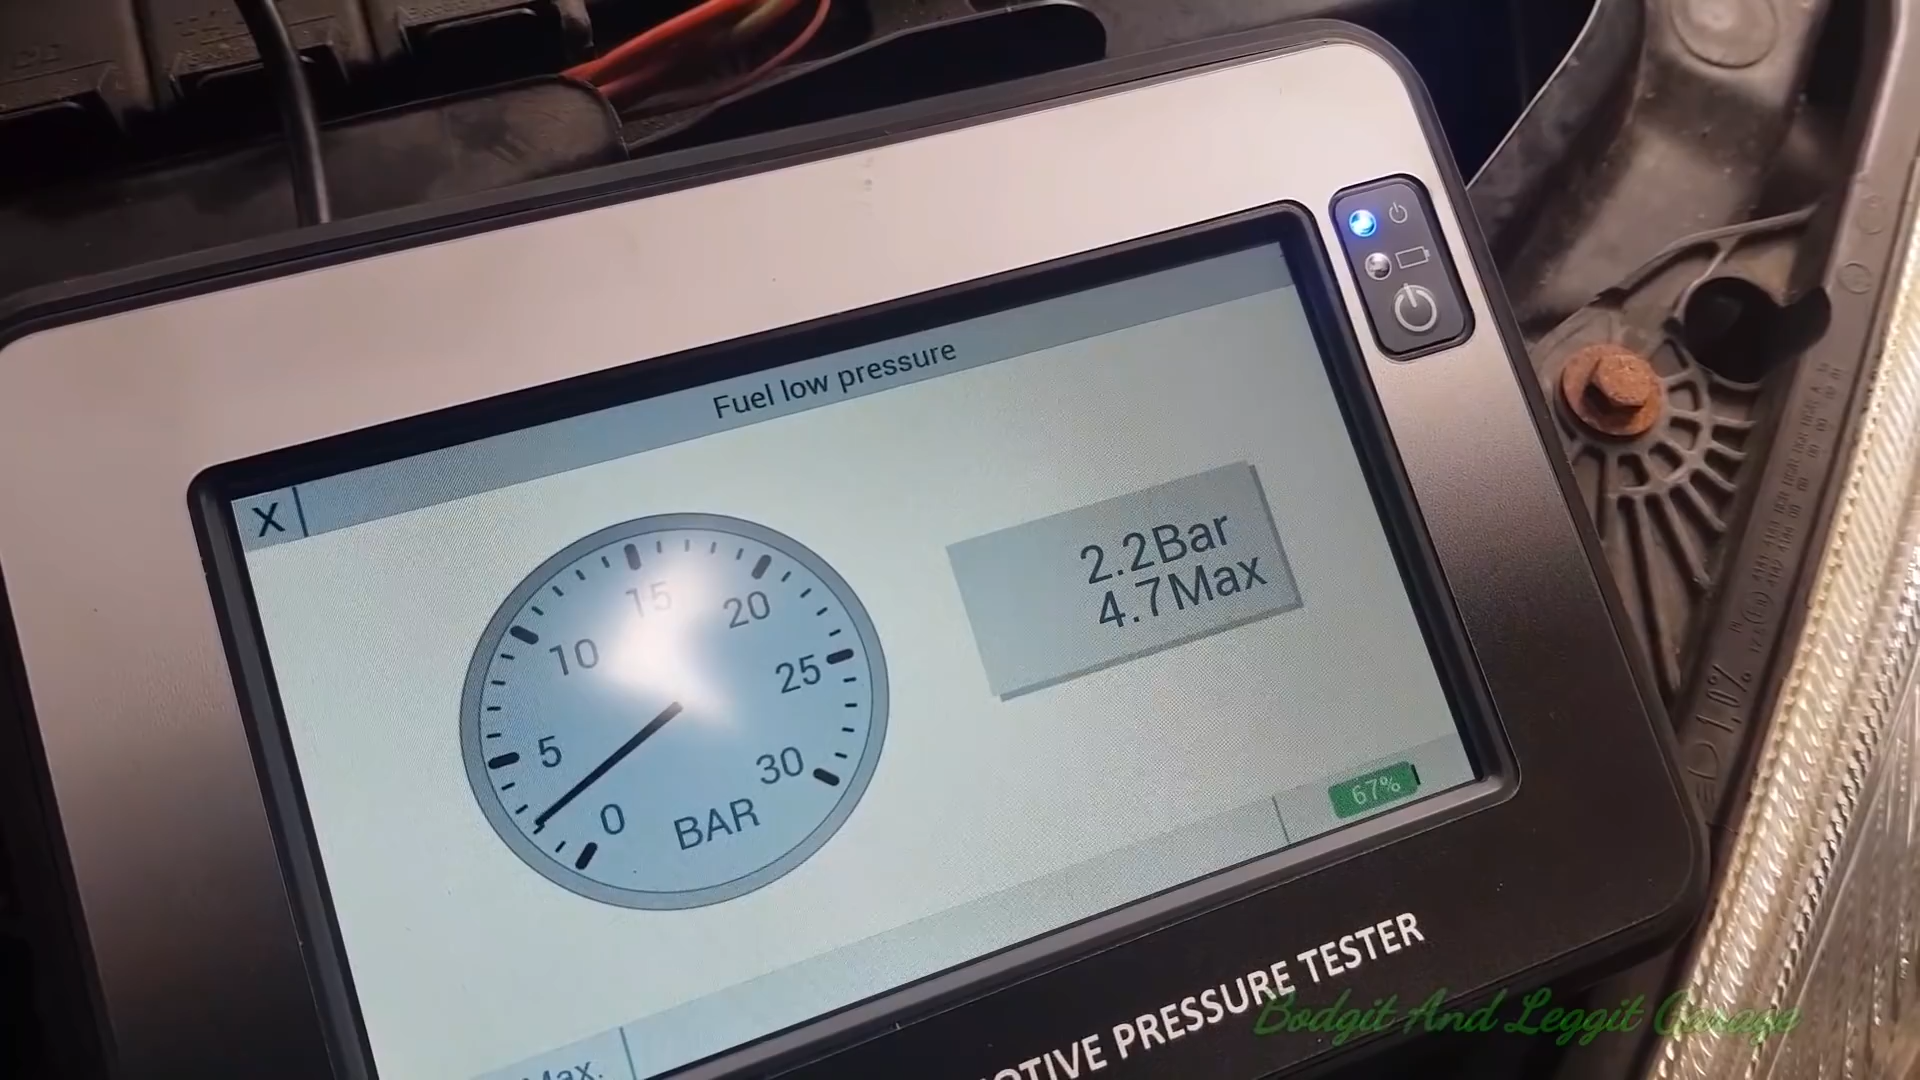 Fuel low pressure
X
2.2Bar
4.7Max
0
5
10
15
20
25
30
BAR
67%
Max.
OTIVE PRESSURE TESTER
Bodgit And Leggit Garage